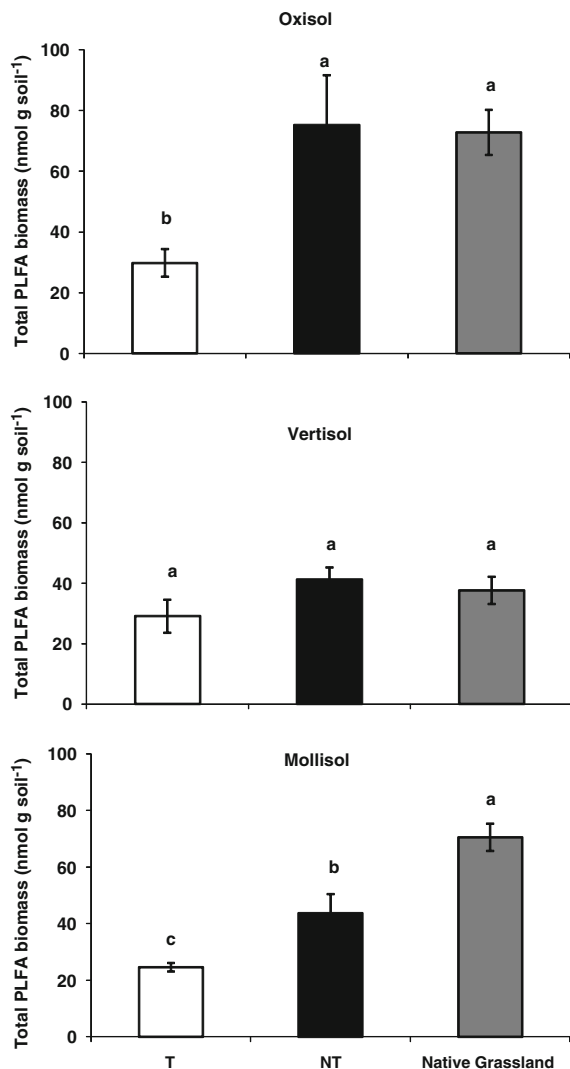 Oxisol
Total PLFA biomass (nmol g soil⁻¹)
100
80
60
40
20
0
b
a
a
Vertisol
Total PLFA biomass (nmol g soil⁻¹)
100
80
60
40
20
0
a
a
a
Mollisol
Total PLFA biomass (nmol g soil⁻¹)
100
80
60
40
20
0
c
b
a
T NT Native Grassland